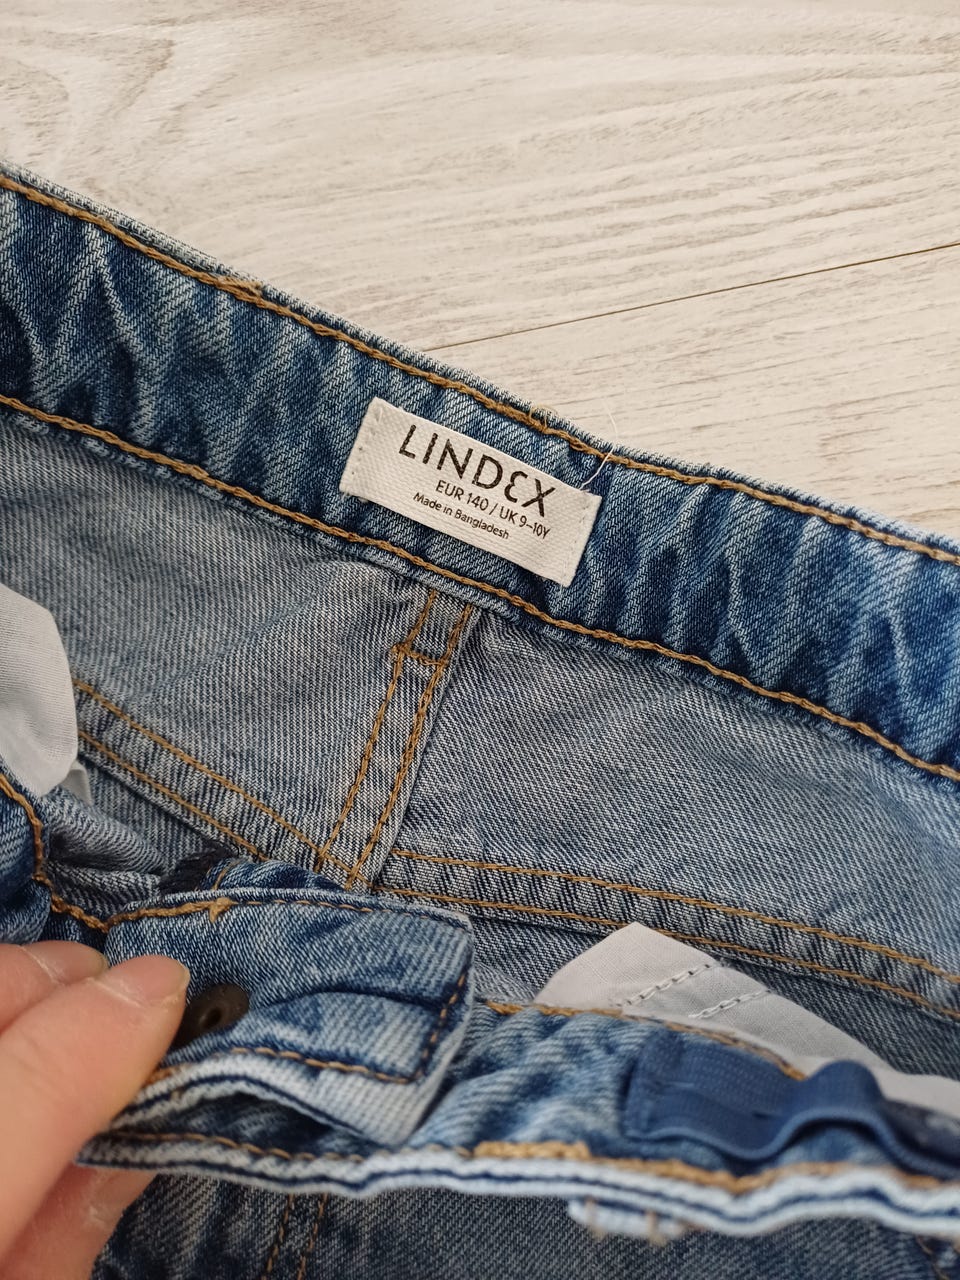 LINDEX
EUR 140 / UK 9-10Y
Made in Bangladesh